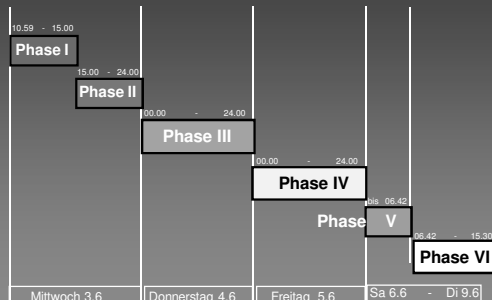 10.59 - 15.00
Phase I
15.00 - 24.00
Phase II
00.00 - 24.00
Phase III
00.00 - 24.00
Phase IV
bis 06.42
Phase V
06.42 - 15.30
Phase VI
Mittwoch 3.6
Donnerstag 4.6
Freitag 5.6
Sa 6.6 - Di 9.6